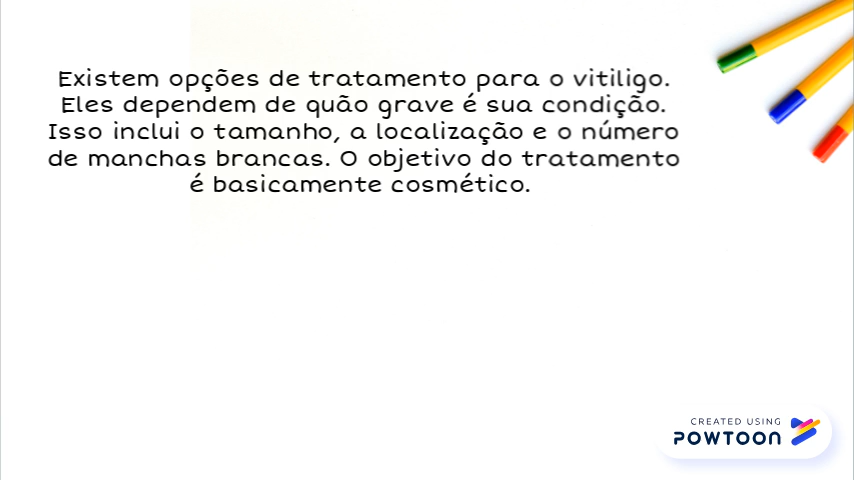 Existem opções de tratamento para o vitiligo.
Eles dependem de quão grave é sua condição.
Isso inclui o tamanho, a localização e o número
de manchas brancas. O objetivo do tratamento
é basicamente cosmético.
CREATED USING
POWTOON